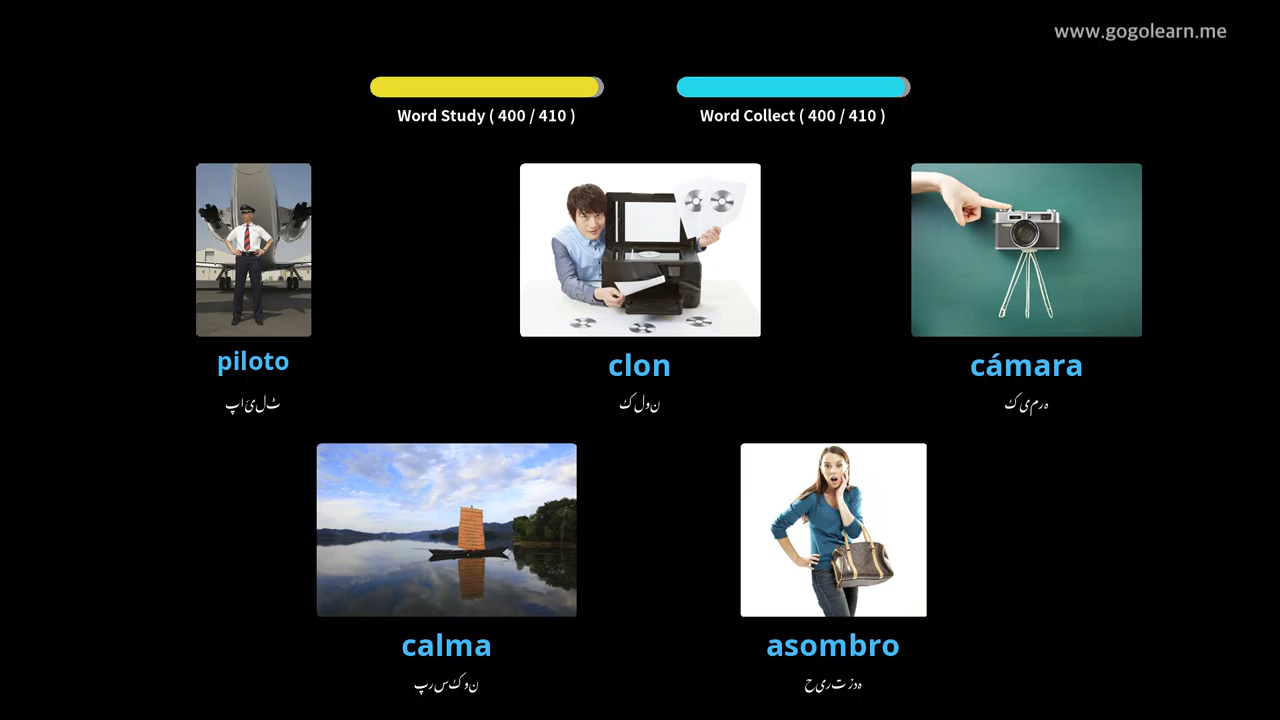 www.gogolearn.me
Word Study ( 400 / 410 )
Word Collect ( 400 / 410 )
piloto
clon
cámara
پائلٹ
کلون
کیمرہ
calma
asombro
پرسکون
حیرت زدہ